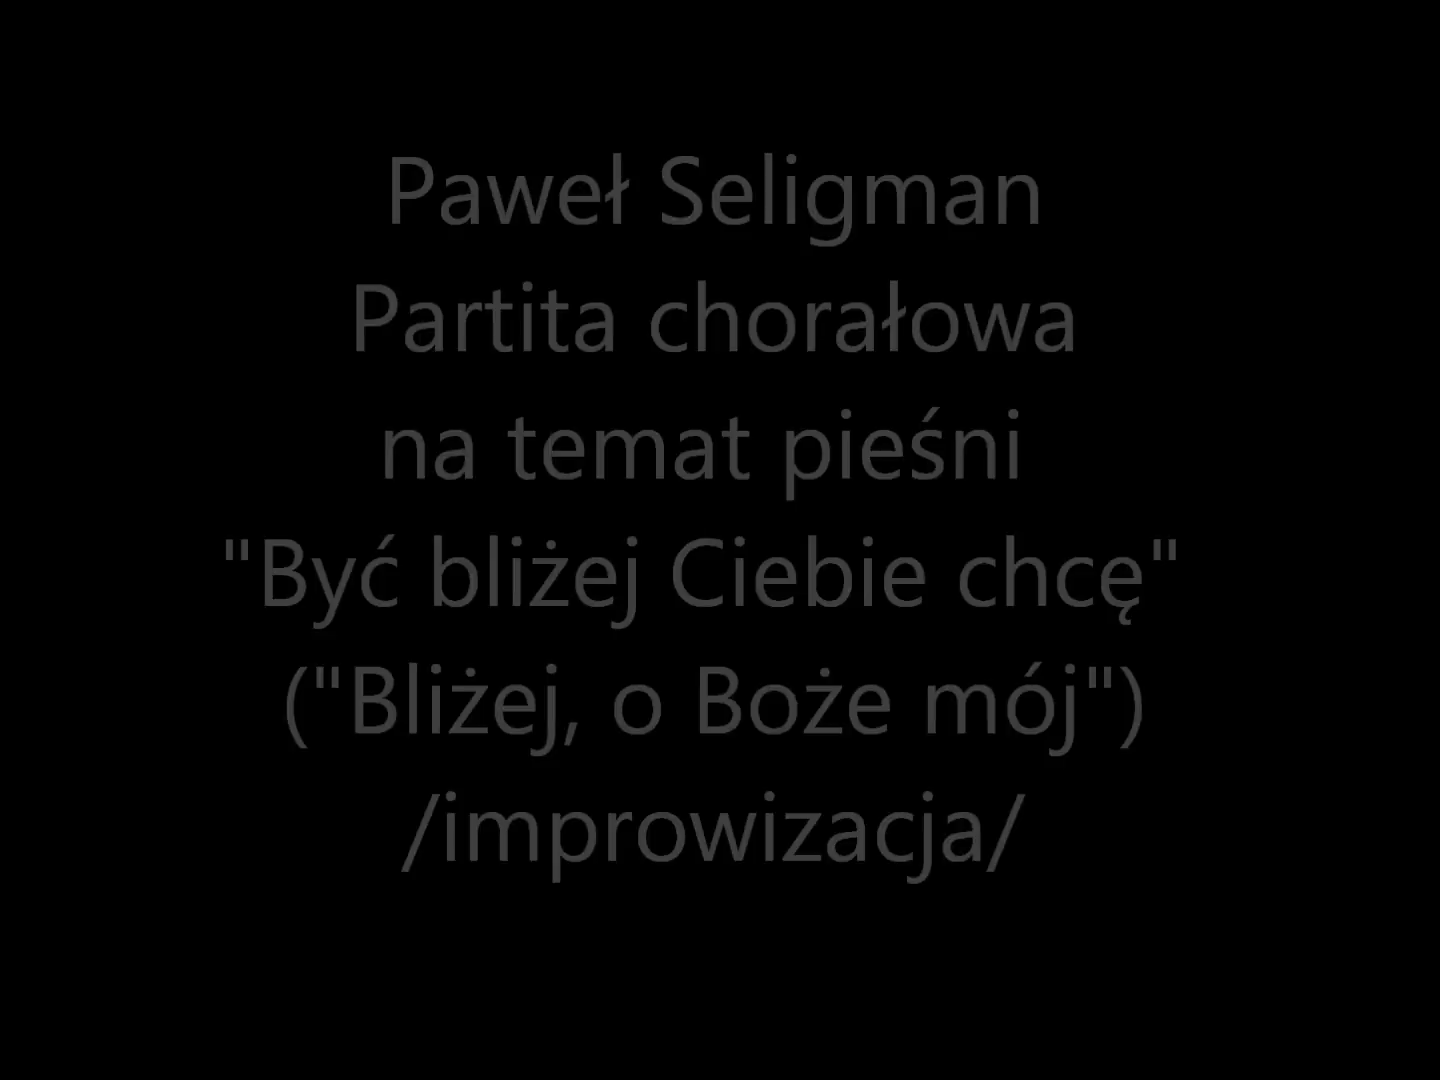 Paweł Seligman
Partita chorałowa
na temat pieśni
"Być bliżej Ciebie chcę"
("Bliżej, o Boże mój")
/improwizacja/